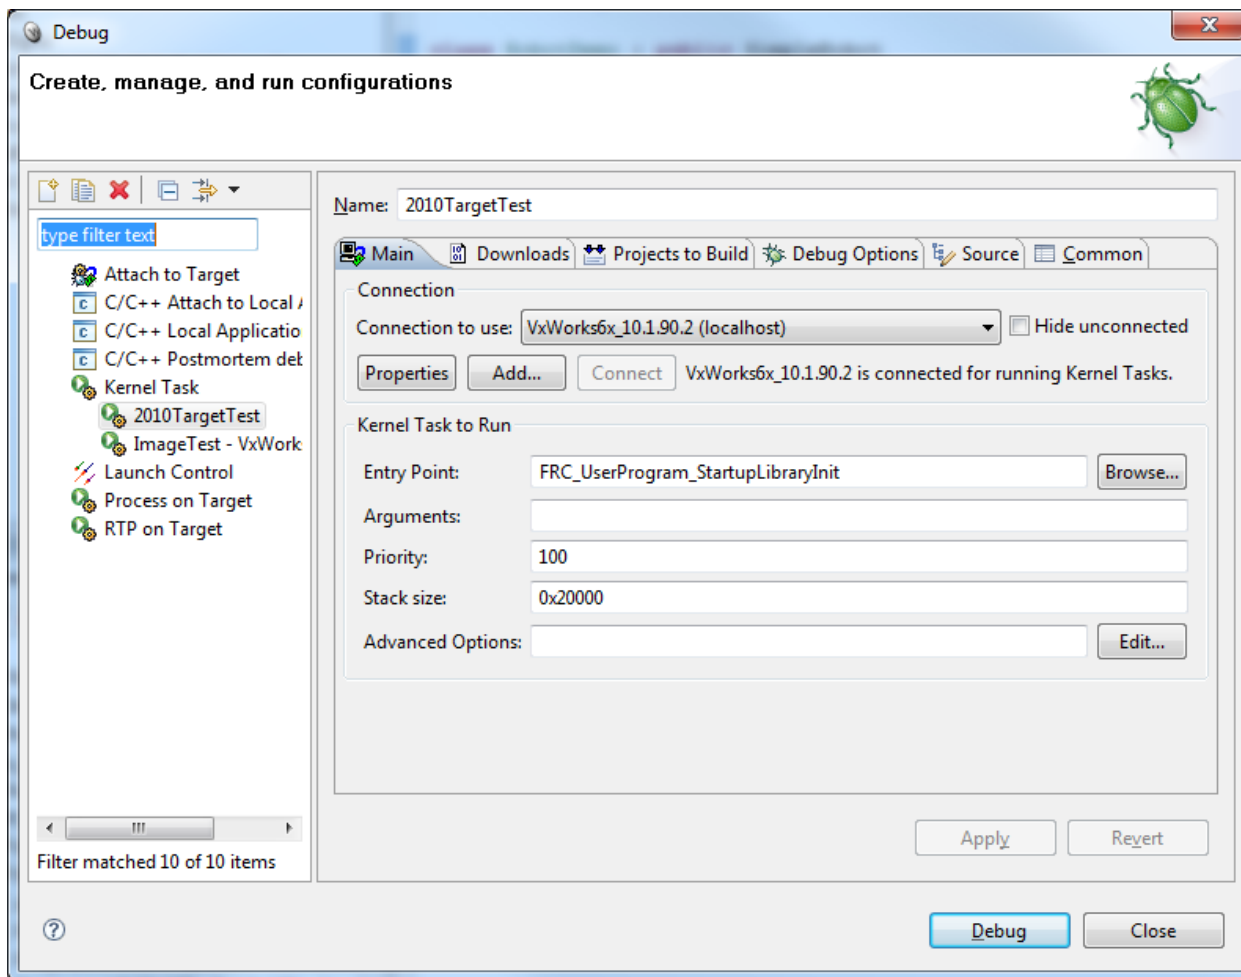 Debug
Create, manage, and run configurations
type filter text
Attach to Target
C/C++ Attach to Local
C/C++ Local Applicatio
C/C++ Postmortem det
Kernel Task
2010TargetTest
ImageTest - VxWork
Launch Control
Process on Target
RTP on Target
Filter matched 10 of 10 items
Name: 2010TargetTest
Main Downloads Projects to Build Debug Options Source Common
Connection
Connection to use: VxWorks6x_10.1.90.2 (localhost) Hide unconnected
Properties Add... Connect VxWorks6x_10.1.90.2 is connected for running Kernel Tasks.
Kernel Task to Run
Entry Point: FRC_UserProgram_StartupLibraryInit Browse...
Arguments:
Priority: 100
Stack size: 0x20000
Advanced Options: Edit...
Apply Revert
Debug Close